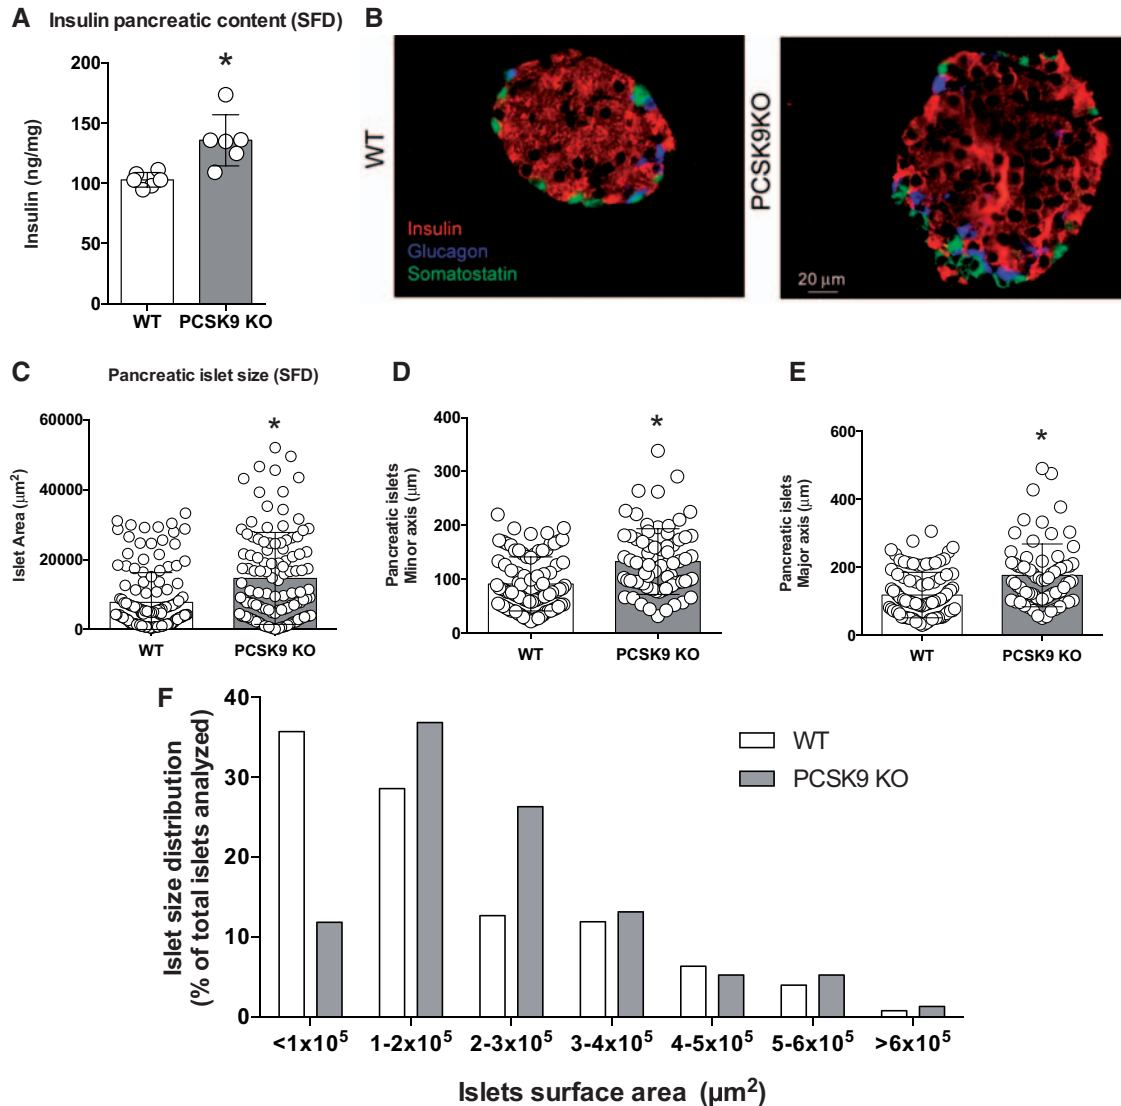 A Insulin pancreatic content (SFD)
Insulin (ng/mg)
200
150
100
50
0
*
WT PCSK9 KO
B
WT
Insulin
Glucagon
Somatostatin
PCSK9KO
20 μm
C Pancreatic islet size (SFD)
Islet Area (μm²)
60000
40000
20000
0
*
WT PCSK9 KO
D
Pancreatic islets
Minor axis (μm)
400
300
200
100
0
*
WT PCSK9 KO
E
Pancreatic islets
Major axis (μm)
600
400
200
0
*
WT PCSK9 KO
F
Islet size distribution
(% of total islets analyzed)
40
30
20
10
0
WT
PCSK9 KO
<1x10⁵ 1-2x10⁵ 2-3x10⁵ 3-4x10⁵ 4-5x10⁵ 5-6x10⁵ >6x10⁵
Islets surface area (μm²)